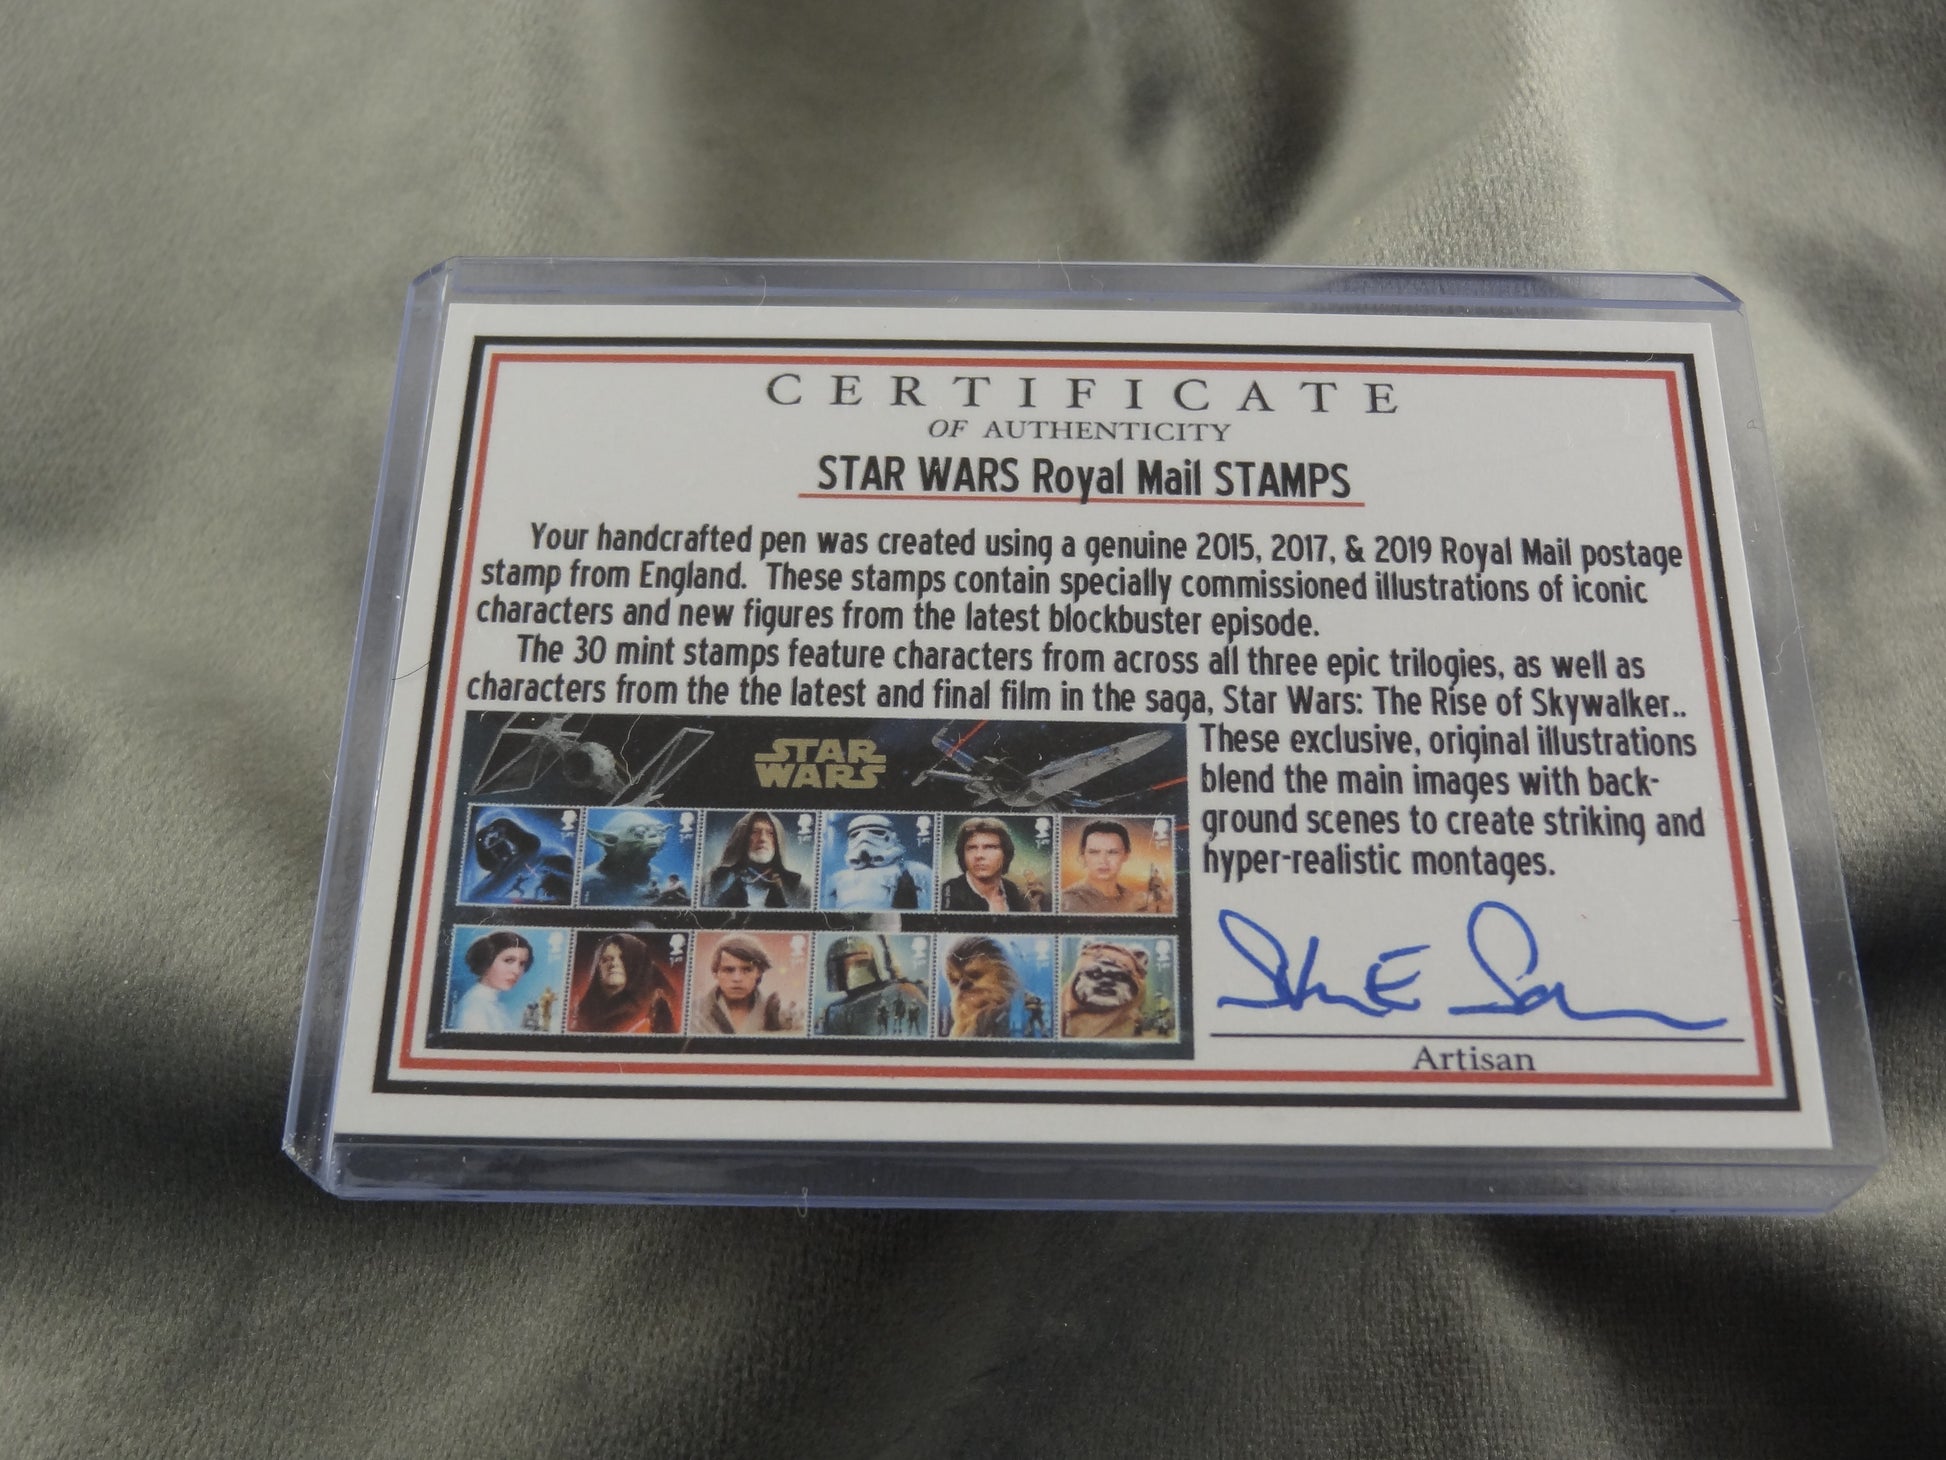 CERTIFICATE
OF AUTHENTICITY
STAR WARS Royal Mail STAMPS
Your handcrafted pen was created using a genuine 2015, 2017, & 2019 Royal Mail postage
stamp from England. These stamps contain specially commissioned illustrations of iconic
characters and new figures from the latest blockbuster episode.
The 30 mint stamps feature characters from across all three epic trilogies, as well as
characters from the the latest and final film in the saga, Star Wars: The Rise of Skywalker..
These exclusive, original illustrations
blend the main images with back-
ground scenes to create striking and
hyper-realistic montages.
STAR
WARS
Artisan